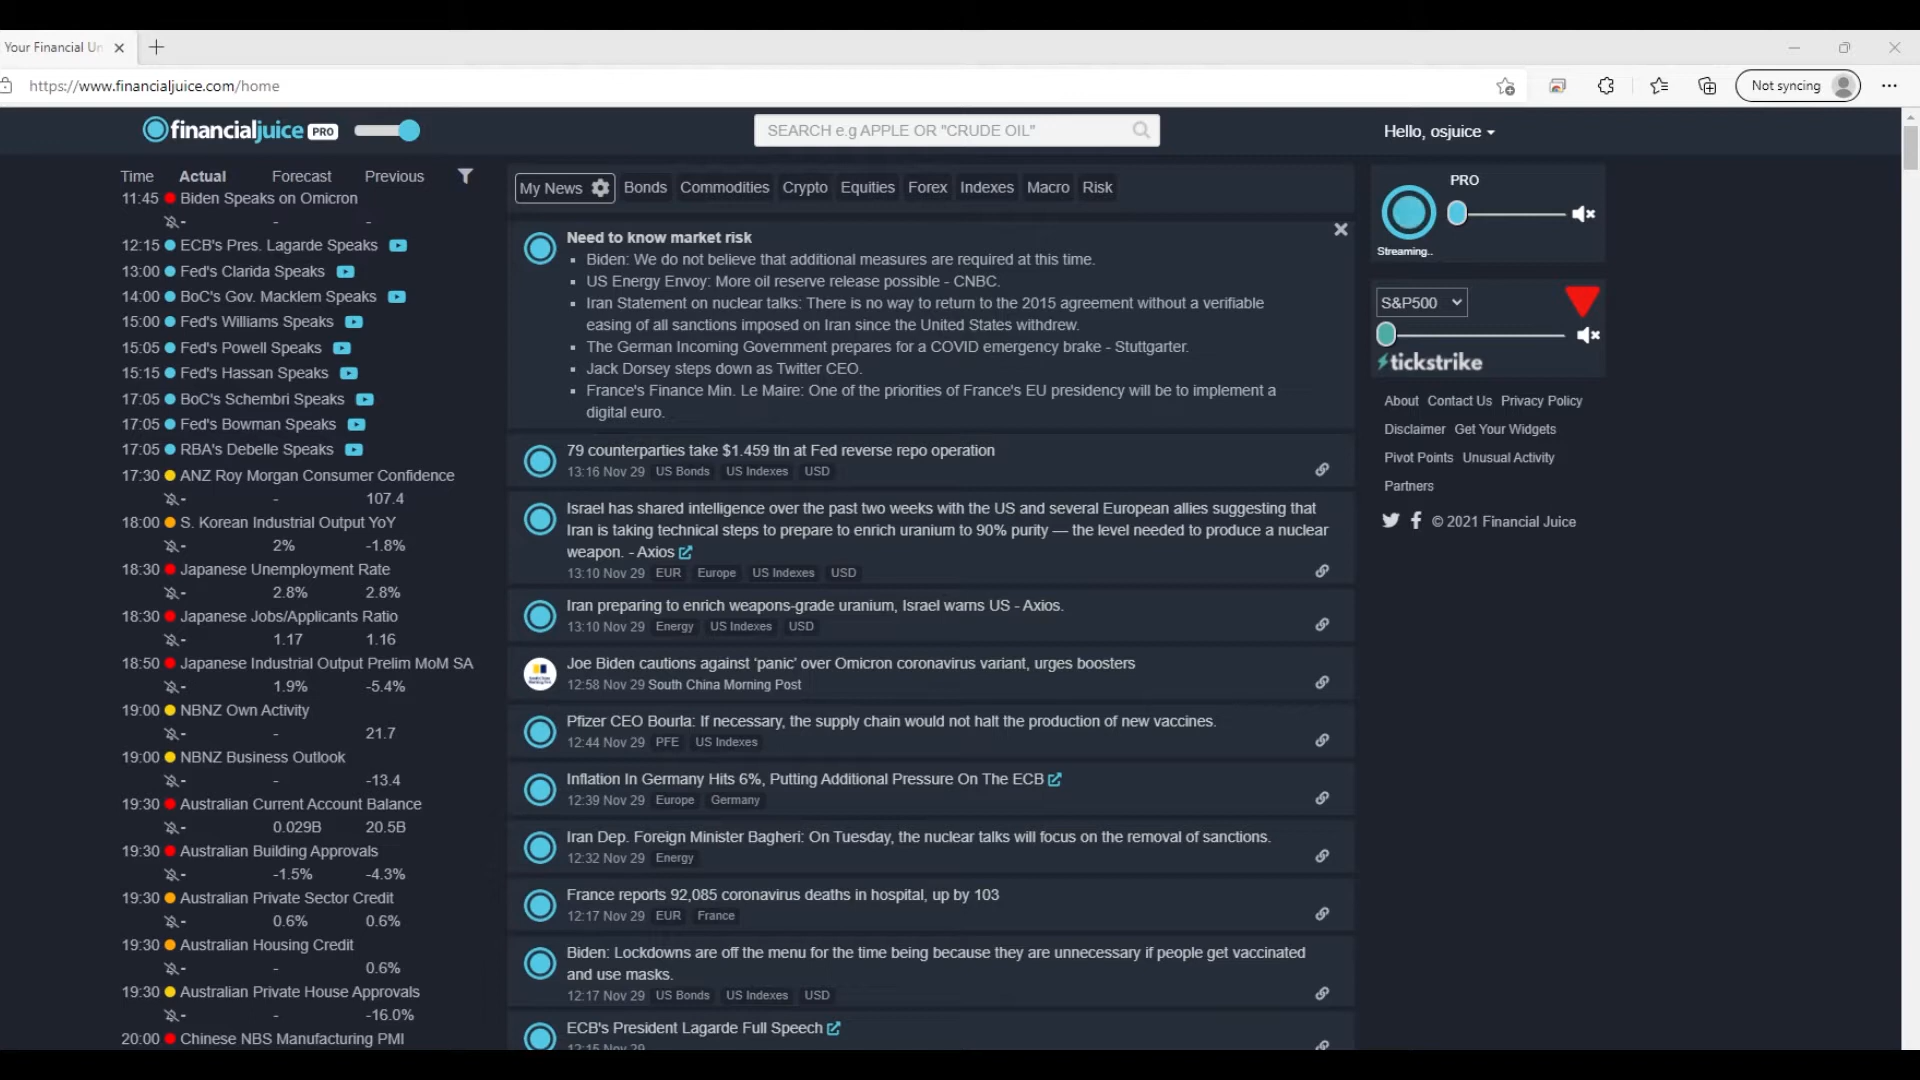 Your Financial Un
https://www.financialjuice.com/home
Not syncing
financialjuice PRO
SEARCH e.g APPLE OR "CRUDE OIL"
Hello, osjuice
Time Actual Forecast Previous
11:45 Biden Speaks on Omicron
- - -
12:15 ECB's Pres. Lagarde Speaks
13:00 Fed's Clarida Speaks
14:00 BoC's Gov. Macklem Speaks
15:00 Fed's Williams Speaks
15:05 Fed's Powell Speaks
15:15 Fed's Hassan Speaks
17:05 BoC's Schembri Speaks
17:05 Fed's Bowman Speaks
17:05 RBA's Debelle Speaks
17:30 ANZ Roy Morgan Consumer Confidence
- - 107.4
18:00 S. Korean Industrial Output YoY
- 2% -1.8%
18:30 Japanese Unemployment Rate
- 2.8% 2.8%
18:30 Japanese Jobs/Applicants Ratio
- 1.17 1.16
18:50 Japanese Industrial Output Prelim MoM SA
- 1.9% -5.4%
19:00 NBNZ Own Activity
- - 21.7
19:00 NBNZ Business Outlook
- - -13.4
19:30 Australian Current Account Balance
- 0.029B 20.5B
19:30 Australian Building Approvals
- -1.5% -4.3%
19:30 Australian Private Sector Credit
- 0.6% 0.6%
19:30 Australian Housing Credit
- - 0.6%
19:30 Australian Private House Approvals
- - -16.0%
20:00 Chinese NBS Manufacturing PMI
My News Bonds Commodities Crypto Equities Forex Indexes Macro Risk
Need to know market risk
▪ Biden: We do not believe that additional measures are required at this time.
▪ US Energy Envoy: More oil reserve release possible - CNBC.
▪ Iran Statement on nuclear talks: There is no way to return to the 2015 agreement without a verifiable
easing of all sanctions imposed on Iran since the United States withdrew.
▪ The German Incoming Government prepares for a COVID emergency brake - Stuttgarter.
▪ Jack Dorsey steps down as Twitter CEO.
▪ France's Finance Min. Le Maire: One of the priorities of France's EU presidency will be to implement a
digital euro.
79 counterparties take $1.459 tln at Fed reverse repo operation
13:16 Nov 29 US Bonds US Indexes USD
Israel has shared intelligence over the past two weeks with the US and several European allies suggesting that
Iran is taking technical steps to prepare to enrich uranium to 90% purity — the level needed to produce a nuclear
weapon. - Axios
13:10 Nov 29 EUR Europe US Indexes USD
Iran preparing to enrich weapons-grade uranium, Israel warns US - Axios.
13:10 Nov 29 Energy US Indexes USD
Joe Biden cautions against ‘panic’ over Omicron coronavirus variant, urges boosters
12:58 Nov 29 South China Morning Post
Pfizer CEO Bourla: If necessary, the supply chain would not halt the production of new vaccines.
12:44 Nov 29 PFE US Indexes
Inflation In Germany Hits 6%, Putting Additional Pressure On The ECB
12:39 Nov 29 Europe Germany
Iran Dep. Foreign Minister Bagheri: On Tuesday, the nuclear talks will focus on the removal of sanctions.
12:32 Nov 29 Energy
France reports 92,085 coronavirus deaths in hospital, up by 103
12:17 Nov 29 EUR France
Biden: Lockdowns are off the menu for the time being because they are unnecessary if people get vaccinated
and use masks.
12:17 Nov 29 US Bonds US Indexes USD
ECB's President Lagarde Full Speech
12:15 Nov 29
PRO
Streaming..
S&P500
tickstrike
About Contact Us Privacy Policy
Disclaimer Get Your Widgets
Pivot Points Unusual Activity
Partners
© 2021 Financial Juice